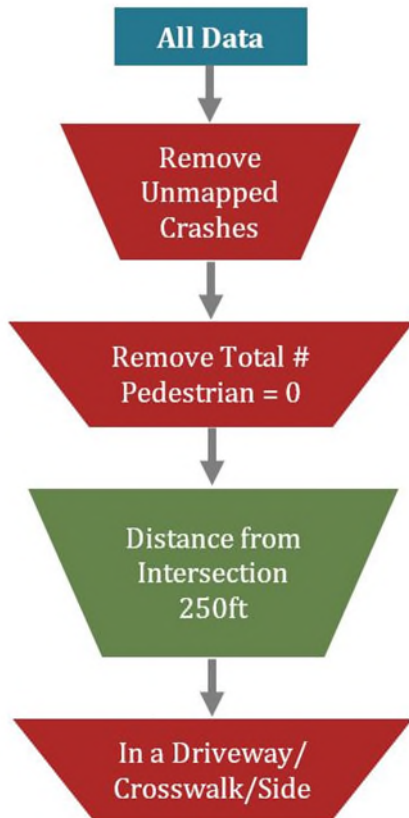 All Data
Remove
Unmapped
Crashes
Remove Total #
Pedestrian = 0
Distance from
Intersection
250ft
In a Driveway/
Crosswalk/Side